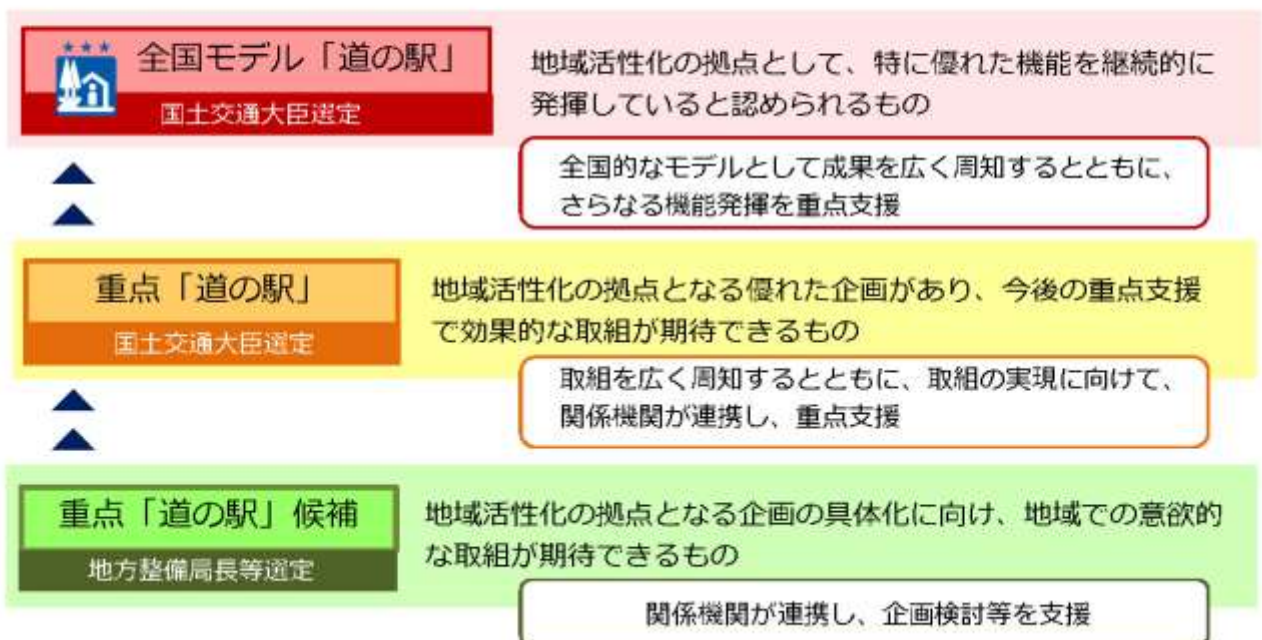 全国モデル「道の駅」
国土交通大臣選定
地域活性化の拠点として、特に優れた機能を継続的に
発揮していると認められるもの
全国的なモデルとして成果を広く周知するとともに、
さらなる機能発揮を重点支援
重点「道の駅」
国土交通大臣選定
地域活性化の拠点となる優れた企画があり、今後の重点支援
で効果的な取組が期待できるもの
取組を広く周知するとともに、取組の実現に向けて、
関係機関が連携し、重点支援
重点「道の駅」候補
地方整備局長等選定
地域活性化の拠点となる企画の具体化に向け、地域での意欲的
な取組が期待できるもの
関係機関が連携し、企画検討等を支援